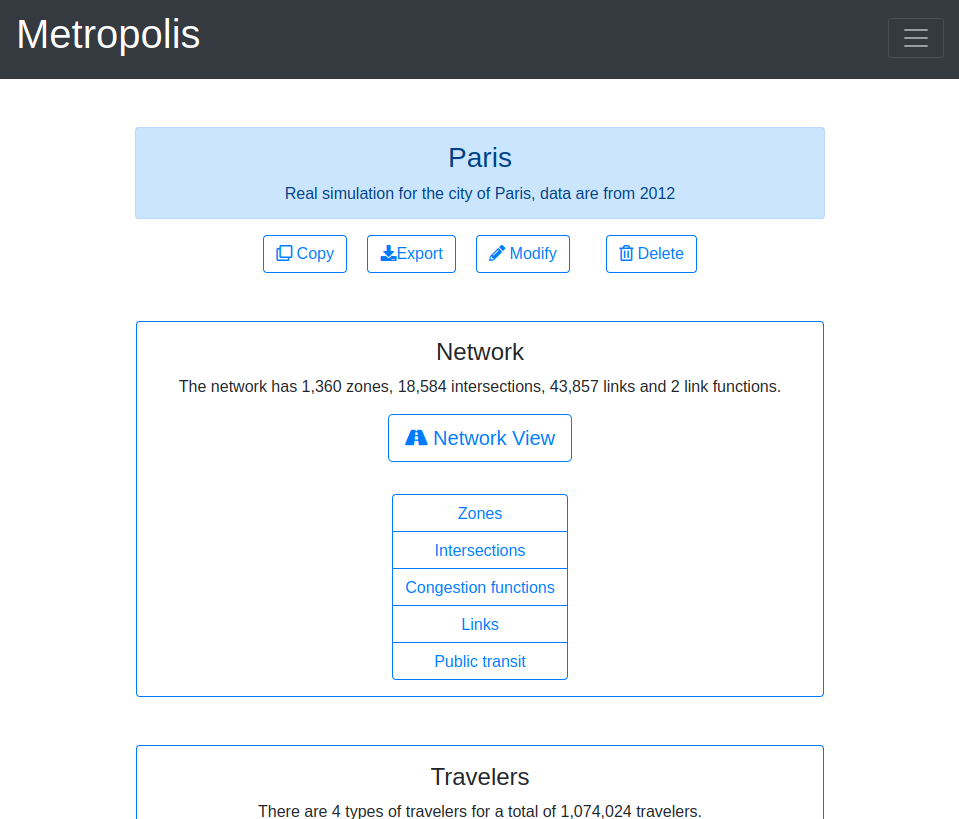 Metropolis
Paris
Real simulation for the city of Paris, data are from 2012
Copy Export Modify Delete
Network
The network has 1,360 zones, 18,584 intersections, 43,857 links and 2 link functions.
Network View
Zones
Intersections
Congestion functions
Links
Public transit
Travelers
There are 4 types of travelers for a total of 1,074,024 travelers.